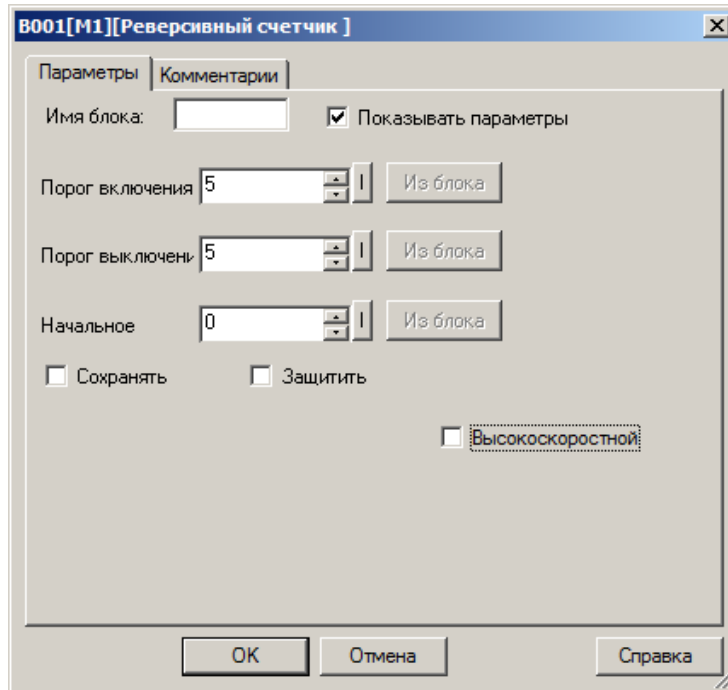 B001[M1][Реверсивный счетчик ]
Параметры Комментарии
Имя блока: Показывать параметры
Порог включения 5 I Из блока
Порог выключени 5 I Из блока
Начальное 0 I Из блока
Сохранять Защитить
Высокоскоростной
OK Отмена Справка